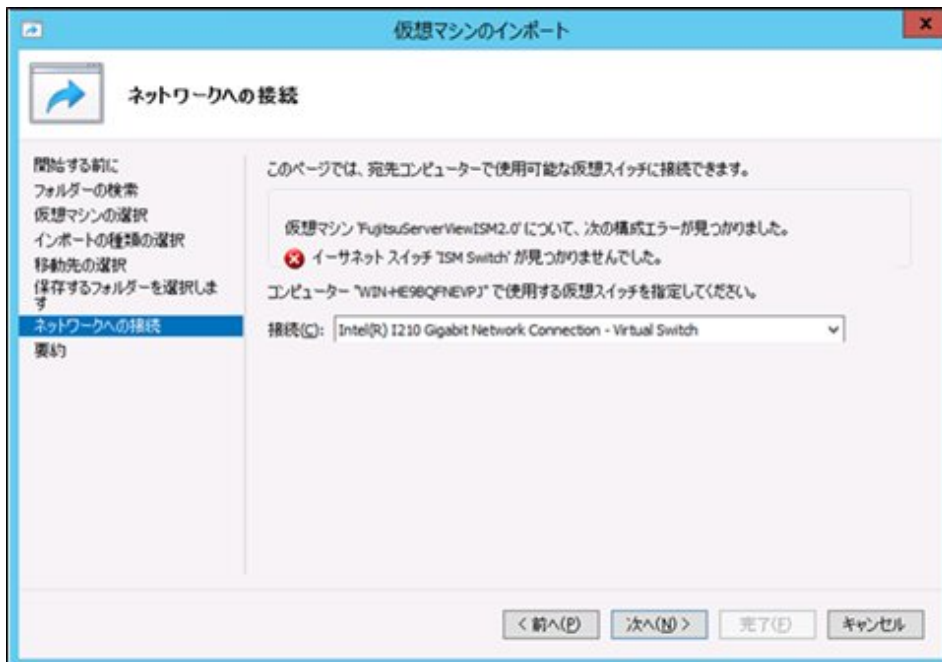 仮想マシンのインポート
ネットワークへの接続
開始する前に
フォルダーの検索
仮想マシンの選択
インポートの種類の選択
移動先の選択
保存するフォルダーを選択しま
す
ネットワークへの接続
要約
このページでは、宛先コンピューターで使用可能な仮想スイッチに接続できます。
仮想マシン 'FujitsuServerViewISM2.0' について、次の構成エラーが見つかりました。
イーサネット スイッチ 'ISM Switch' が見つかりませんでした。
コンピューター "WIN-HE9BQFNEVPJ" で使用する仮想スイッチを指定してください。
接続(C): Intel(R) I210 Gigabit Network Connection - Virtual Switch
< 前へ(P) 次へ(N) > 完了(F) キャンセル